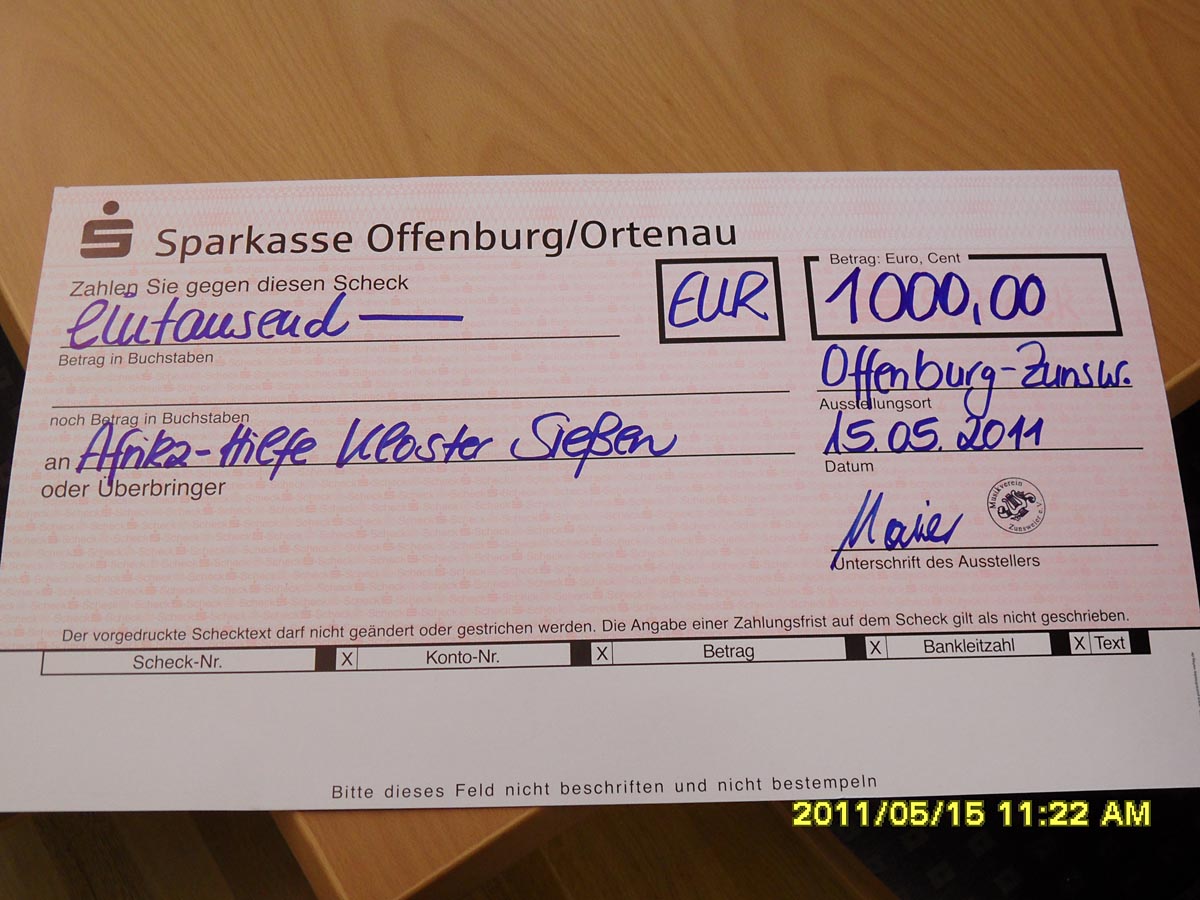 Sparkasse Offenburg/Ortenau
Zahlen Sie gegen diesen Scheck
eintausend
Betrag in Buchstaben
EUR
Betrag: Euro, Cent
1000,00
noch Betrag in Buchstaben
Offenburg-Zunsw.
Ausstellungsort
an Afrika-Hilfe Kloster Sießen
oder Überbringer
15.05.2011
Datum
Maier
Musikverein Zunsweier e.V.
Unterschrift des Ausstellers
Der vorgedruckte Schecktext darf nicht geändert oder gestrichen werden. Die Angabe einer Zahlungsfrist auf dem Scheck gilt als nicht geschrieben.
Scheck-Nr. X Konto-Nr. X Betrag X Bankleitzahl X Text
Bitte dieses Feld nicht beschriften und nicht bestempeln
2011/05/15 11:22 AM